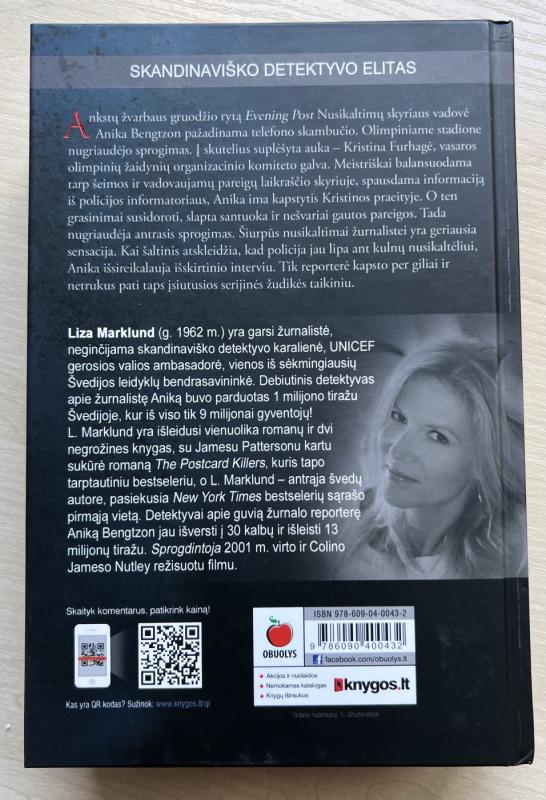 SKANDINAVIŠKO DETEKTYVO ELITAS
Ankstų žvarbaus gruodžio rytą Evening Post Nusikaltimų skyriaus vadovė
Anika Bengtzon pažadinama telefono skambučio. Olimpiniame stadione
nugriaudėjo sprogimas. Į skutelius suplėšyta auka – Kristina Furhagė, vasaros
olimpinių žaidynių organizacinio komiteto galva. Meistriškai balansuodama
tarp šeimos ir vadovaujamų pareigų laikraščio skyriuje, spausdama informaciją
iš policijos informatoriaus, Anika ima kapstytis Kristinos praeityje. O ten
grasinimai susidoroti, slapta santuoka ir nešvariai gautos pareigos. Tada
nugriaudėja antrasis sprogimas. Šiurpūs nusikaltimai žurnalistei yra geriausia
sensacija. Kai šaltinis atskleidžia, kad policija jau lipa ant kulnų nusikaltėliui,
Anika išsireikalauja išskirtinio interviu. Tik reporterė kapsto per giliai ir
netrukus pati taps įsiutusios serijinės žudikės taikiniu.
Liza Marklund (g. 1962 m.) yra garsi žurnalistė,
neginčijama skandinaviško detektyvo karalienė, UNICEF
gerosios valios ambasadorė, vienos iš sėkmingiausių
Švedijos leidyklų bendrasavininkė. Debiutinis detektyvas
apie žurnalistę Aniką buvo parduotas 1 milijono tiražu
Švedijoje, kur iš viso tik 9 milijonai gyventojų!
L. Marklund yra išleidusi vienuolika romanų ir dvi
negrožines knygas, su Jamesu Pattersonu kartu
sukūrė romaną The Postcard Killers, kuris tapo
tarptautiniu bestseleriu, o L. Marklund – antrąja švedų
autore, pasiekusia New York Times bestselerių sąrašo
pirmąją vietą. Detektyvai apie guvią žurnalo reporterę
Aniką Bengtzon jau išversti į 30 kalbų ir išleisti 13
milijonų tiražu. Sprogdintoja 2001 m. virto ir Colino
Jameso Nutley režisuotu filmu.
Skaityk komentarus, patikrink kainą!
Kas yra QR kodas? Sužinok: www.knygos.lt/qr
OBUOLYS
ISBN 978-609-04-0043-2
9 786090 400432
facebook.com/obuolys.lt
• Akcijos ir nuolaidos
• Nemokamas katalogas
• Knygų ištraukos
knygos.lt
Viršelio nuotrauka: © Shutterstock